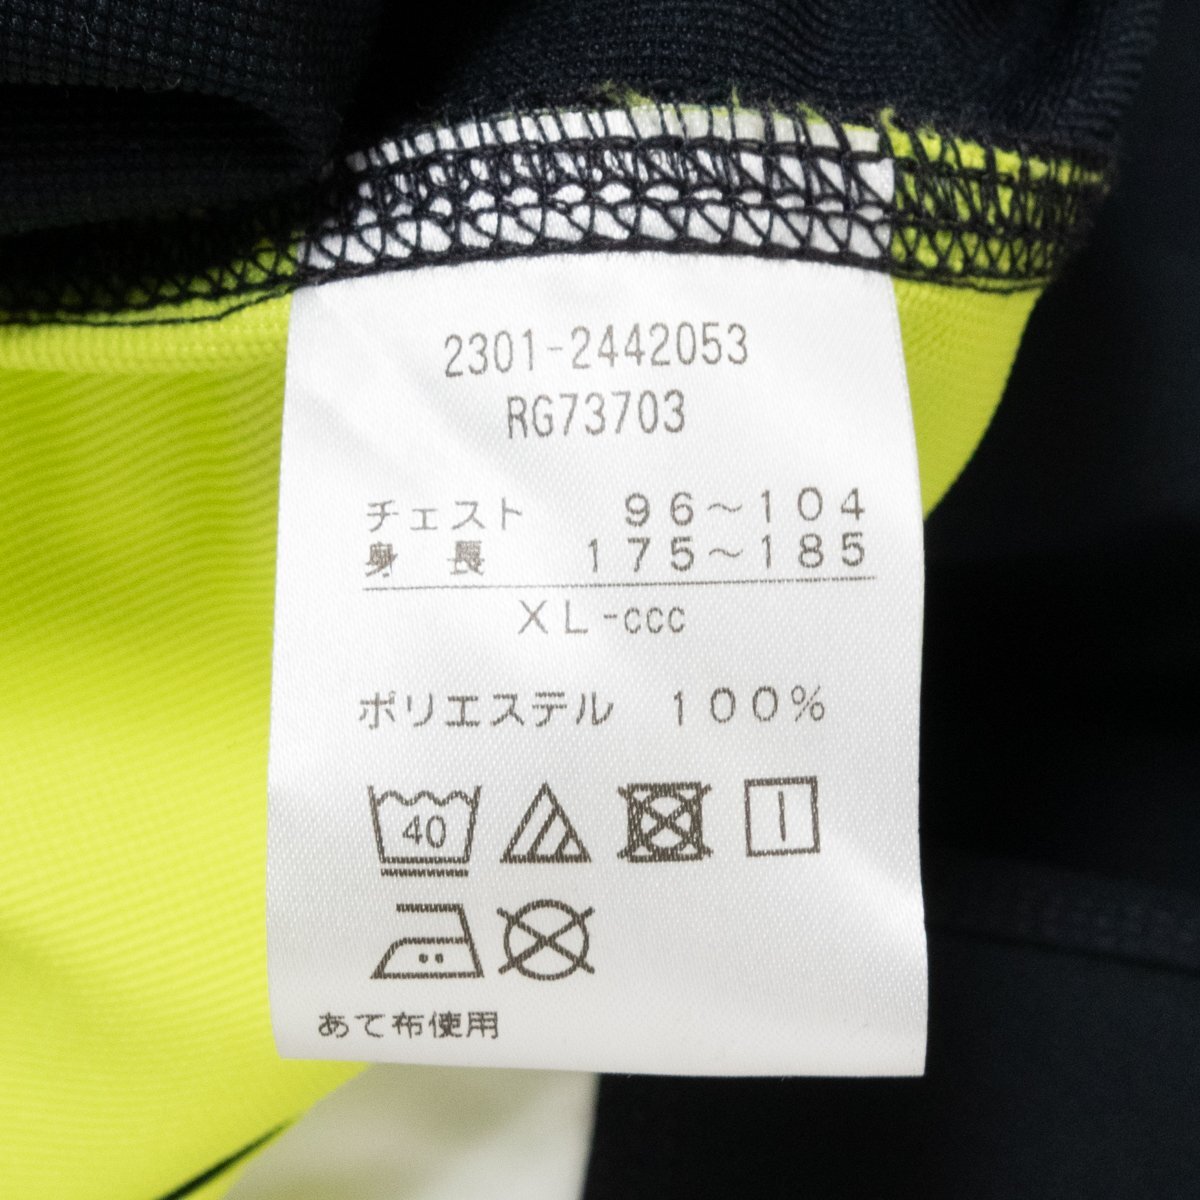 2301-2442053
RG73703
チェスト 96～104
身長 175～185
XL-ccc
ポリエステル 100%
40
あて布使用